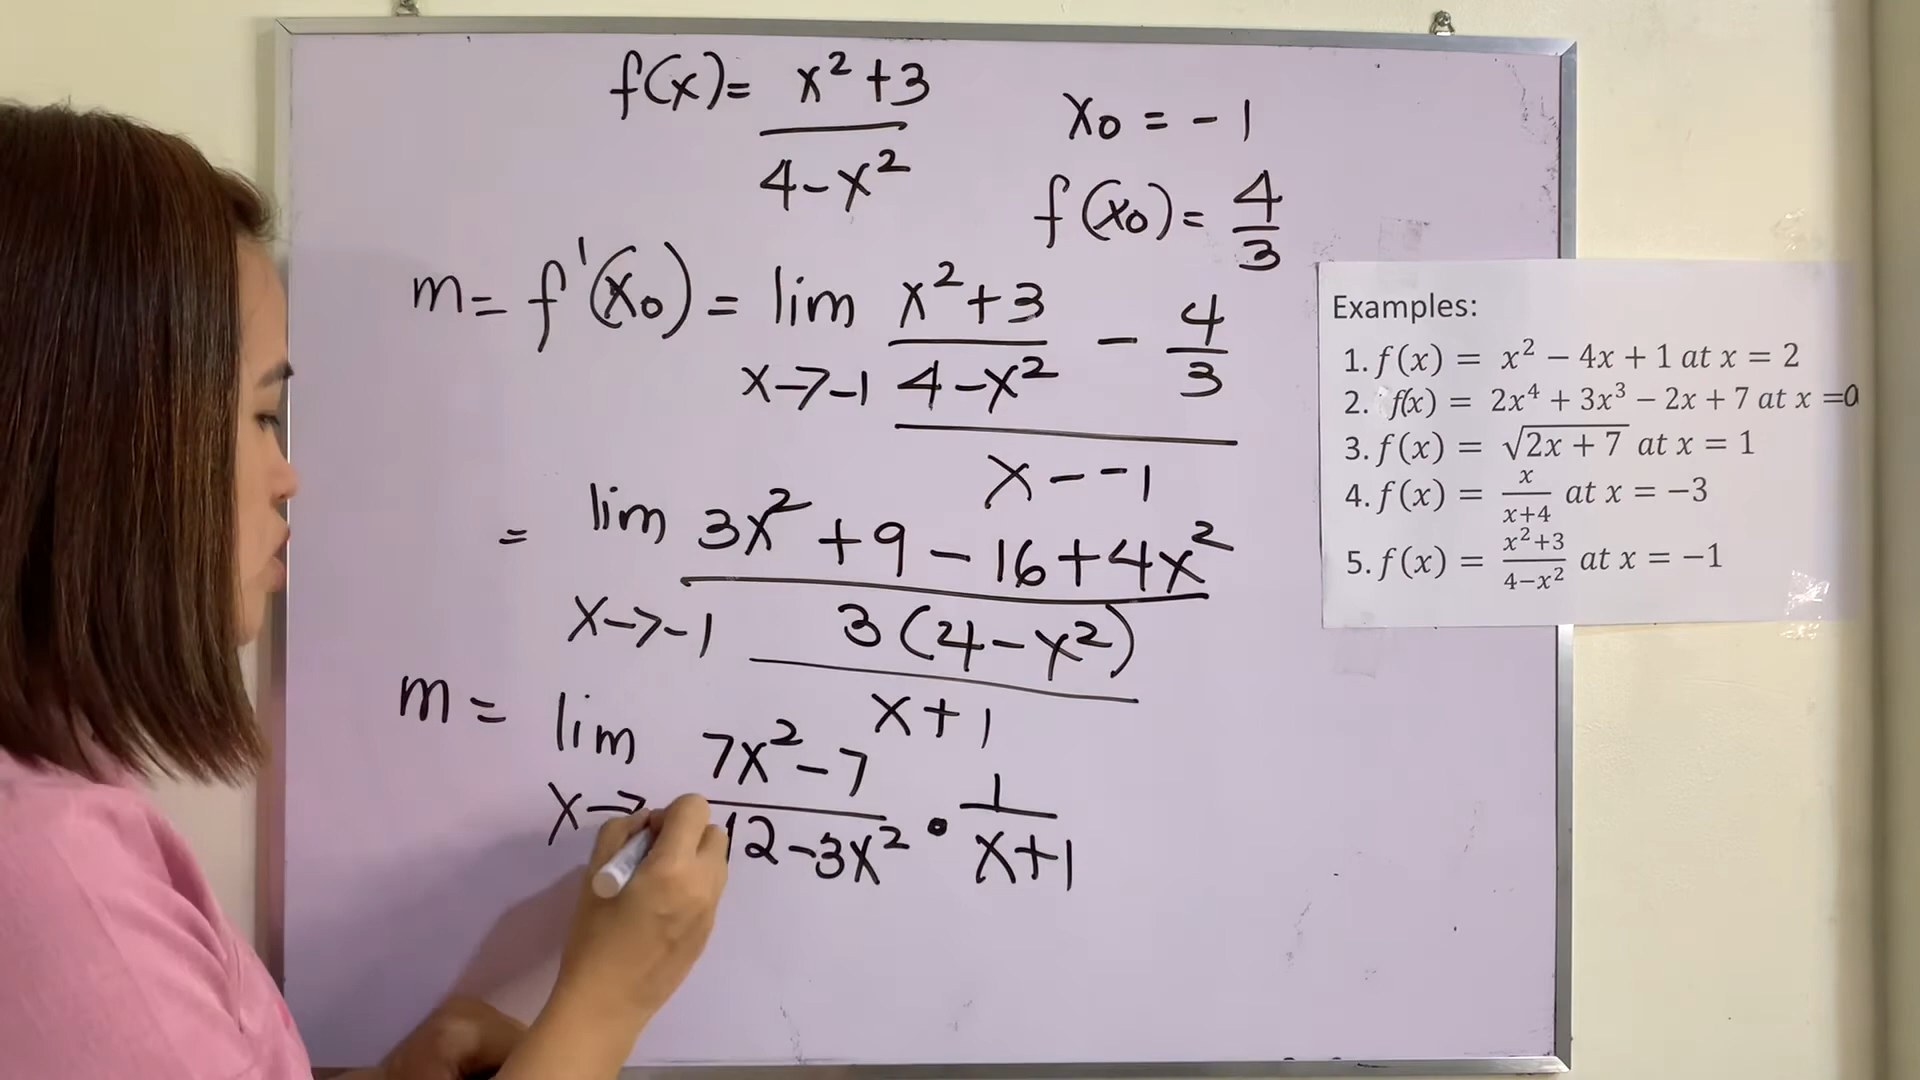 f(x) = x² + 3 / 4 - x²
x₀ = -1
f(x₀) = 4/3
m = f'(x₀) = lim x→-1 x² + 3 / 4 - x² - 4/3
x - -1
= lim x→-1 3x² + 9 - 16 + 4x²
3(4 - x²)
x + 1
m = lim x→ 7x² - 7 / 12 - 3x² • 1 / x + 1
Examples:
1. f(x) = x² − 4x + 1 at x = 2
2. f(x) = 2x⁴ + 3x³ − 2x + 7 at x = 0
3. f(x) = √(2x + 7) at x = 1
4. f(x) = x/(x+4) at x = −3
5. f(x) = (x²+3)/(4−x²) at x = −1